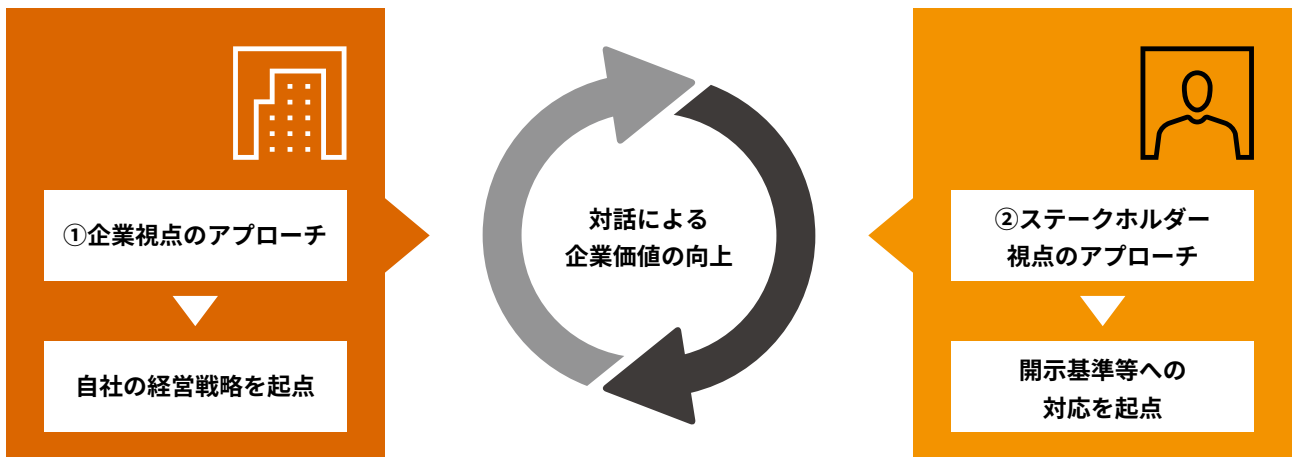 ①企業視点のアプローチ
自社の経営戦略を起点
対話による
企業価値の向上
②ステークホルダー
視点のアプローチ
開示基準等への
対応を起点